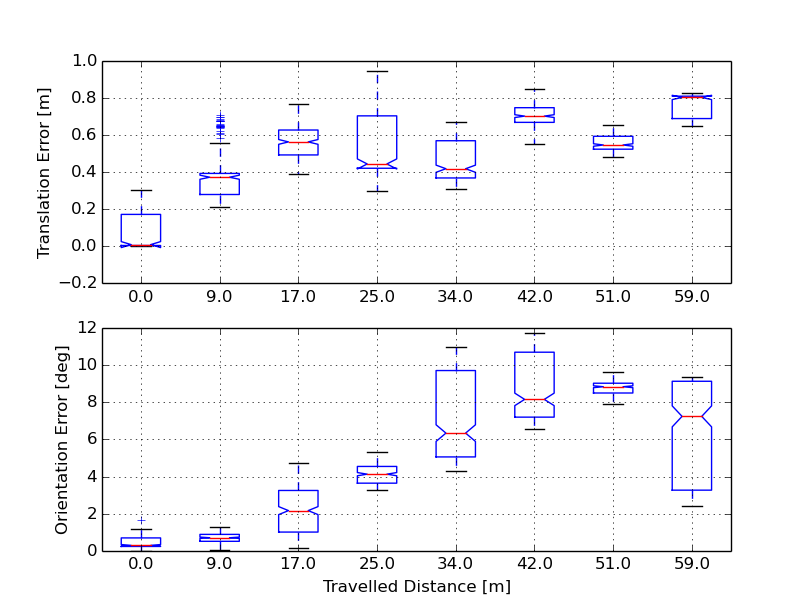 Translation Error [m]
1.0
0.8
0.6
0.4
0.2
0.0
−0.2
0.0 9.0 17.0 25.0 34.0 42.0 51.0 59.0
Orientation Error [deg]
12
10
8
6
4
2
0
0.0 9.0 17.0 25.0 34.0 42.0 51.0 59.0
Travelled Distance [m]